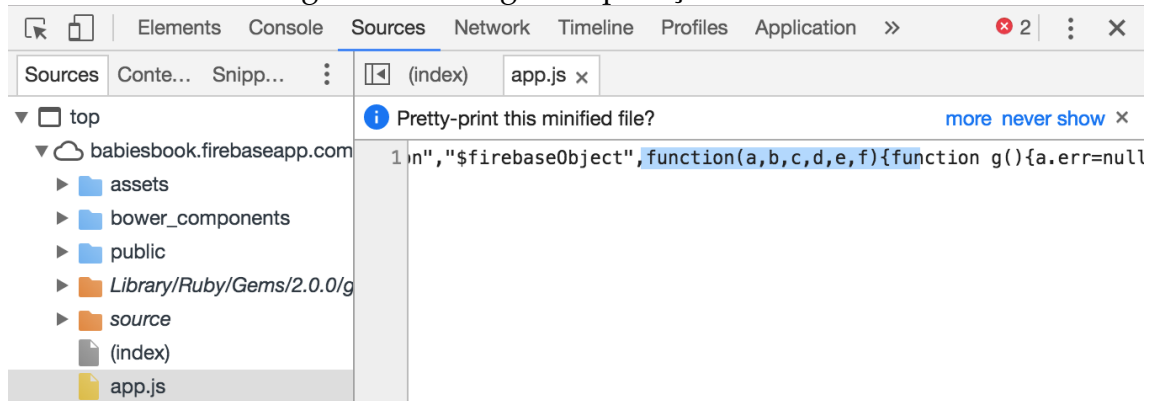 Elements Console Sources Network Timeline Profiles Application » 2
Sources Conte... Snipp... (index) app.js ×
Pretty-print this minified file? more never show ×
top
babiesbook.firebaseapp.com
assets
bower_components
public
Library/Ruby/Gems/2.0.0/g
source
(index)
app.js
1 n","$firebaseObject",function(a,b,c,d,e,f){function g(){a.err=null